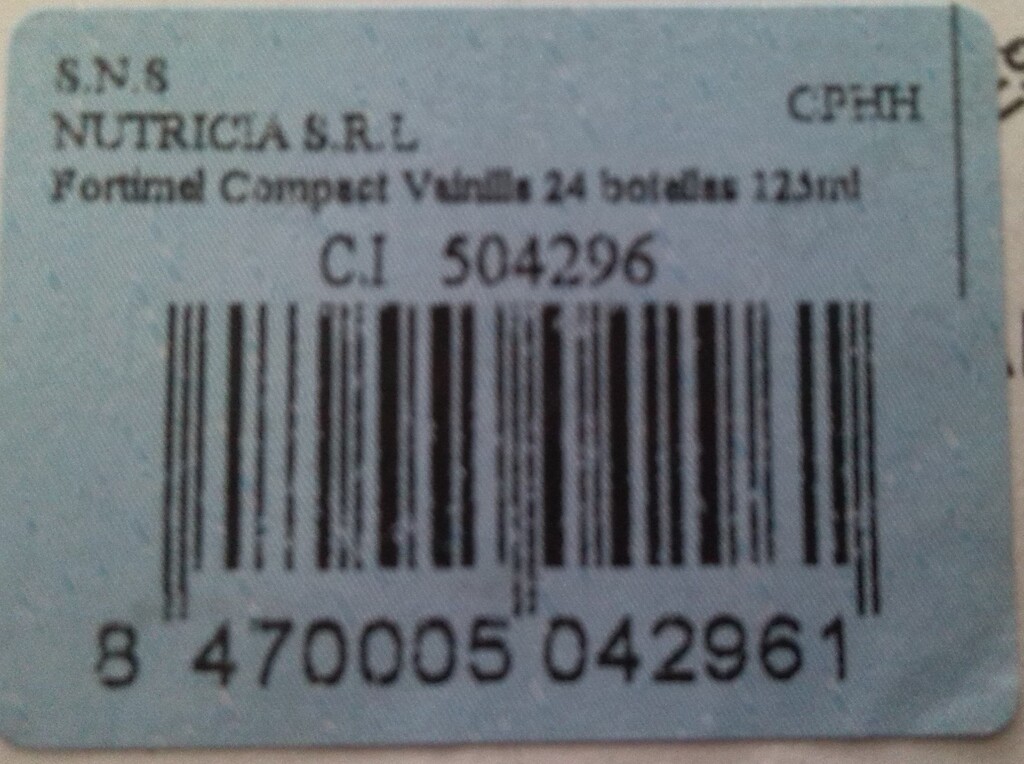 S.N.S
CPHH
NUTRICIA S.R.L
Fortimel Compact Vainilla 24 botellas 125ml
C.I 504296
8 470005 042961